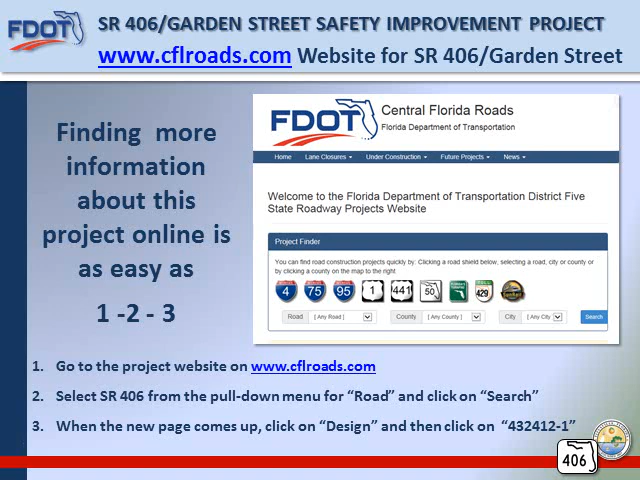 FDOT
SR 406/GARDEN STREET SAFETY IMPROVEMENT PROJECT
www.cflroads.com Website for SR 406/Garden Street
Finding more
information
about this
project online is
as easy as
1 -2 - 3
FDOT
Central Florida Roads
Florida Department of Transportation
Home Lane Closures Under Construction Future Projects News
Welcome to the Florida Department of Transportation District Five
State Roadway Projects Website
Project Finder
You can find road construction projects quickly by: Clicking a road shield below, selecting a road, city or county or
by clicking a county on the map to the right
4 75 95 1 441 50 429
Road [ Any Road ] County [ Any County ] City [ Any City ] Search
1. Go to the project website on www.cflroads.com
2. Select SR 406 from the pull-down menu for “Road” and click on “Search”
3. When the new page comes up, click on “Design” and then click on “432412-1”
406